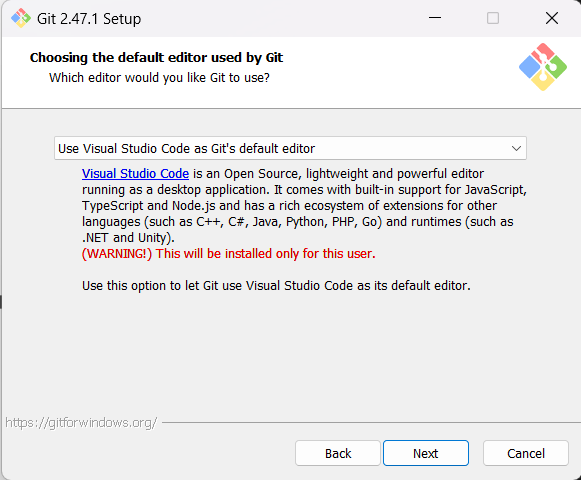 Git 2.47.1 Setup
Choosing the default editor used by Git
Which editor would you like Git to use?
Use Visual Studio Code as Git's default editor
Visual Studio Code is an Open Source, lightweight and powerful editor
running as a desktop application. It comes with built-in support for JavaScript,
TypeScript and Node.js and has a rich ecosystem of extensions for other
languages (such as C++, C#, Java, Python, PHP, Go) and runtimes (such as
.NET and Unity).
(WARNING!) This will be installed only for this user.
Use this option to let Git use Visual Studio Code as its default editor.
https://gitforwindows.org/
Back Next Cancel